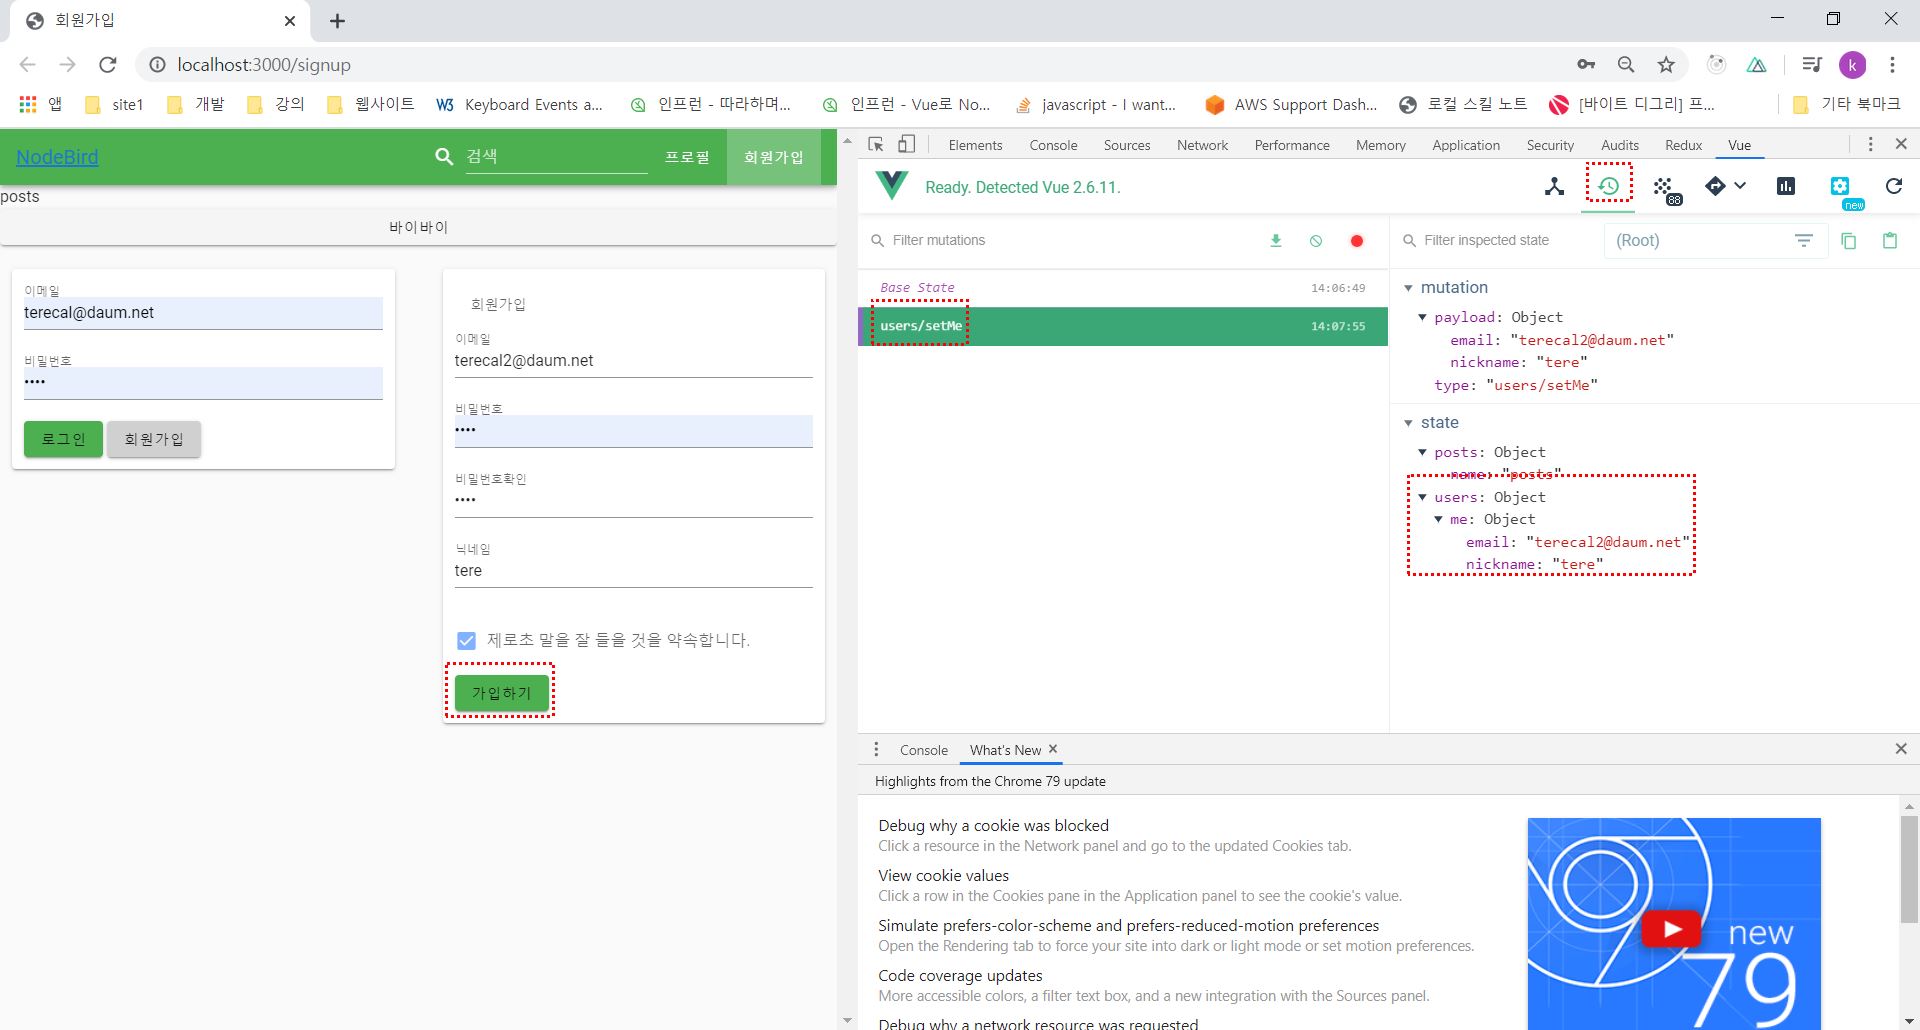 회원가입
localhost:3000/signup
k
앱 site1 개발 강의 웹사이트 W3 Keyboard Events a... 인프런 - 따라하며... 인프런 - Vue로 No... javascript - I want... AWS Support Dash... 로컬 스킬 노트 [바이트 디그리] 프... 기타 북마크
NodeBird 검색 프로필 회원가입
posts
바이바이
이메일
terecal@daum.net
비밀번호
••••
로그인 회원가입
회원가입
이메일
terecal2@daum.net
비밀번호
••••
비밀번호확인
••••
닉네임
tere
제로초 말을 잘 들을 것을 약속합니다.
가입하기
Elements Console Sources Network Performance Memory Application Security Audits Redux Vue
Ready. Detected Vue 2.6.11.
88
new
Filter mutations
Base State 14:06:49
users/setMe 14:07:55
Filter inspected state (Root)
mutation
payload: Object
email: "terecal2@daum.net"
nickname: "tere"
type: "users/setMe"
state
posts: Object
name: "posts"
users: Object
me: Object
email: "terecal2@daum.net"
nickname: "tere"
Console What's New
Highlights from the Chrome 79 update
Debug why a cookie was blocked
Click a resource in the Network panel and go to the updated Cookies tab.
View cookie values
Click a row in the Cookies pane in the Application panel to see the cookie's value.
Simulate prefers-color-scheme and prefers-reduced-motion preferences
Open the Rendering tab to force your site into dark or light mode or set motion preferences.
Code coverage updates
More accessible colors, a filter text box, and a new integration with the Sources panel.
Debug why a network resource was requested
new
79